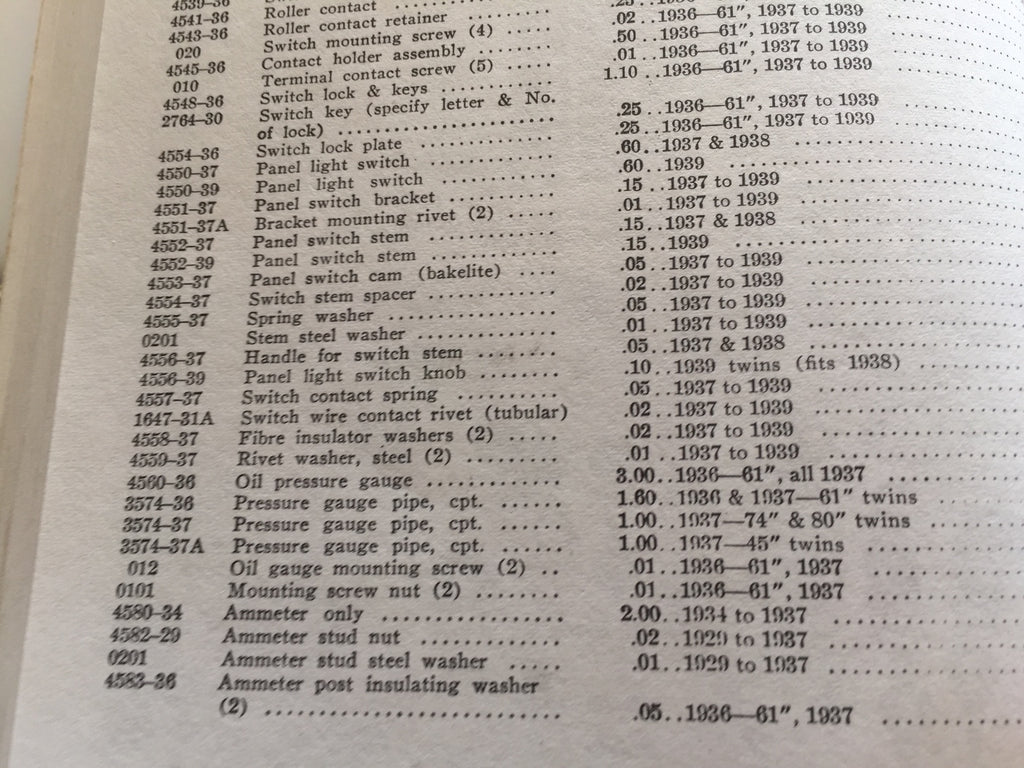 4539–36
4541–36 Roller contact
4543–36 Roller contact retainer .25..1936—61"
020 Switch mounting screw (4) .02..1936—61", 1937 to 1939
4545–36 Contact holder assembly .50..1936—61", 1937 to 1939
010 Terminal contact screw (5) .01..1936—61", 1937 to 1939
4548–36 Switch lock & keys 1.10..1936—61", 1937 to 1939
2764–30 Switch key (specify letter & No.
of lock) .25..1936—61", 1937 to 1939
4554–36 Switch lock plate .25..1936—61", 1937 to 1939
4550–37 Panel light switch .60..1937 & 1938
4550–39 Panel light switch .60..1939
4551–37 Panel switch bracket .15..1937 to 1939
4551–37A Bracket mounting rivet (2) .01..1937 to 1939
4552–37 Panel switch stem .15..1937 & 1938
4552–39 Panel switch stem .15..1939
4553–37 Panel switch cam (bakelite) .05..1937 to 1939
4554–37 Switch stem spacer .02..1937 to 1939
4555–37 Spring washer .05..1937 to 1939
0201 Stem steel washer .01..1937 to 1939
4556–37 Handle for switch stem .05..1937 & 1938
4556–39 Panel light switch knob .10..1939 twins (fits 1938)
4557–37 Switch contact spring .05..1937 to 1939
1647–31A Switch wire contact rivet (tubular) .02..1937 to 1939
4558–37 Fibre insulator washers (2) .02..1937 to 1939
4559–37 Rivet washer, steel (2) .01..1937 to 1939
4560–36 Oil pressure gauge 3.00..1936—61", all 1937
3574–36 Pressure gauge pipe, cpt. 1.60..1936 & 1937—61" twins
3574–37 Pressure gauge pipe, cpt. 1.00..1937—74" & 80" twins
3574–37A Pressure gauge pipe, cpt. 1.00..1937—45" twins
012 Oil gauge mounting screw (2) .01..1936—61", 1937
0101 Mounting screw nut (2) .01..1936—61", 1937
4580–34 Ammeter only 2.00..1934 to 1937
4582–29 Ammeter stud nut .02..1929 to 1937
0201 Ammeter stud steel washer .01..1929 to 1937
4583–36 Ammeter post insulating washer
(2) .05..1936—61", 1937